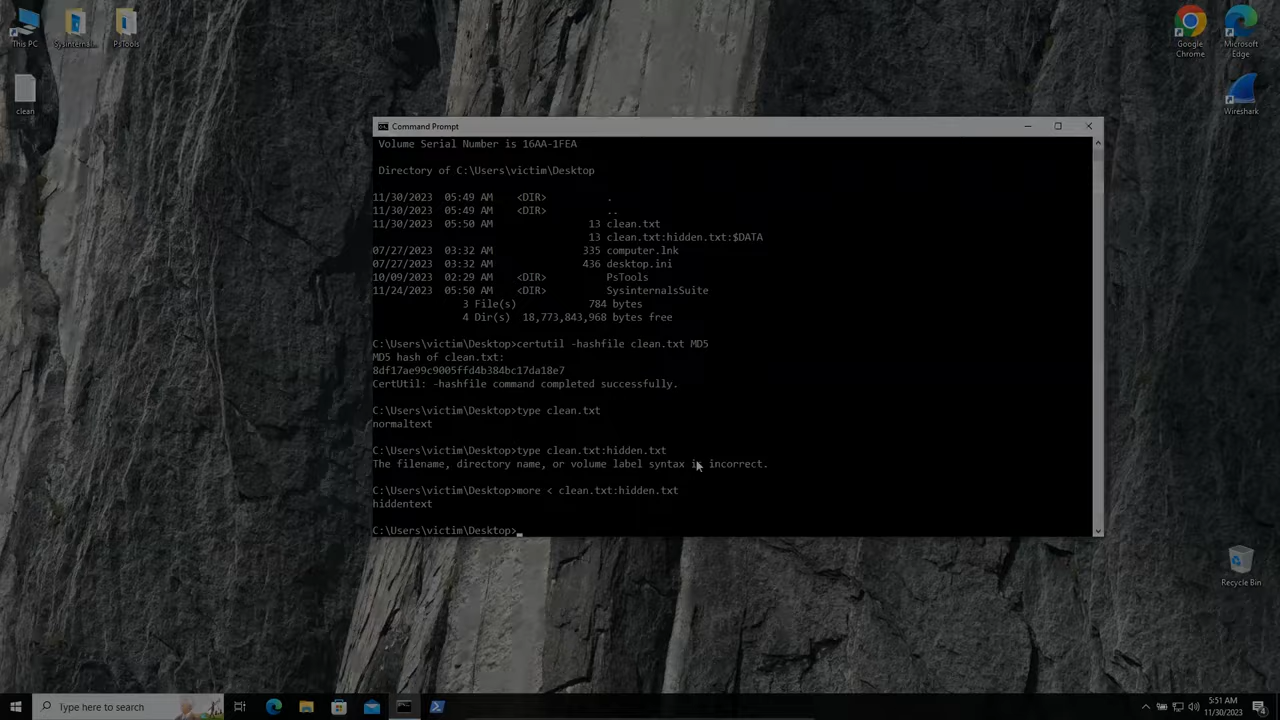 This PC
Sysinternal...
PsTools
Google
Chrome
Microsoft
Edge
clean
Wireshark
Command Prompt
Volume Serial Number is 16AA-1FEA
Directory of C:\Users\victim\Desktop
11/30/2023 05:49 AM <DIR> .
11/30/2023 05:49 AM <DIR> ..
11/30/2023 05:50 AM 13 clean.txt
13 clean.txt:hidden.txt:$DATA
07/27/2023 03:32 AM 335 computer.lnk
07/27/2023 03:32 AM 436 desktop.ini
10/09/2023 02:29 AM <DIR> PsTools
11/24/2023 05:50 AM <DIR> SysinternalsSuite
3 File(s) 784 bytes
4 Dir(s) 18,773,843,968 bytes free
C:\Users\victim\Desktop>certutil -hashfile clean.txt MD5
MD5 hash of clean.txt:
8df17ae99c9005ffd4b384bc17da18e7
CertUtil: -hashfile command completed successfully.
C:\Users\victim\Desktop>type clean.txt
normaltext
C:\Users\victim\Desktop>type clean.txt:hidden.txt
The filename, directory name, or volume label syntax is incorrect.
C:\Users\victim\Desktop>more < clean.txt:hidden.txt
hiddentext
C:\Users\victim\Desktop>
Recycle Bin
Type here to search
5:51 AM
11/30/2023
4